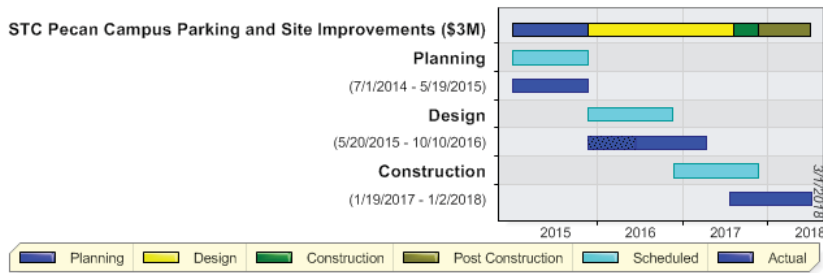 STC Pecan Campus Parking and Site Improvements ($3M)
Planning
(7/1/2014 - 5/19/2015)
Design
(5/20/2015 - 10/10/2016)
Construction
(1/19/2017 - 1/2/2018)
3/1/2018
2015 2016 2017 2018
Planning Design Construction Post Construction Scheduled Actual